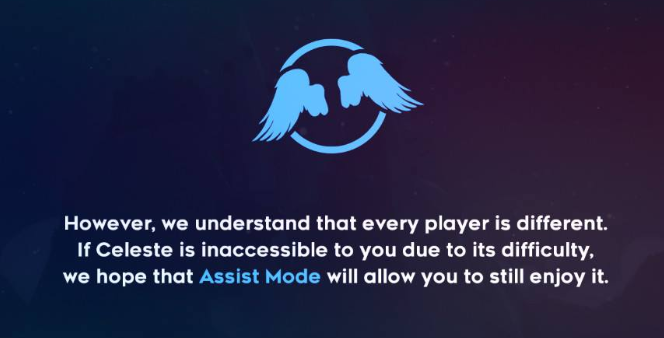 However, we understand that every player is different.
If Celeste is inaccessible to you due to its difficulty,
we hope that Assist Mode will allow you to still enjoy it.